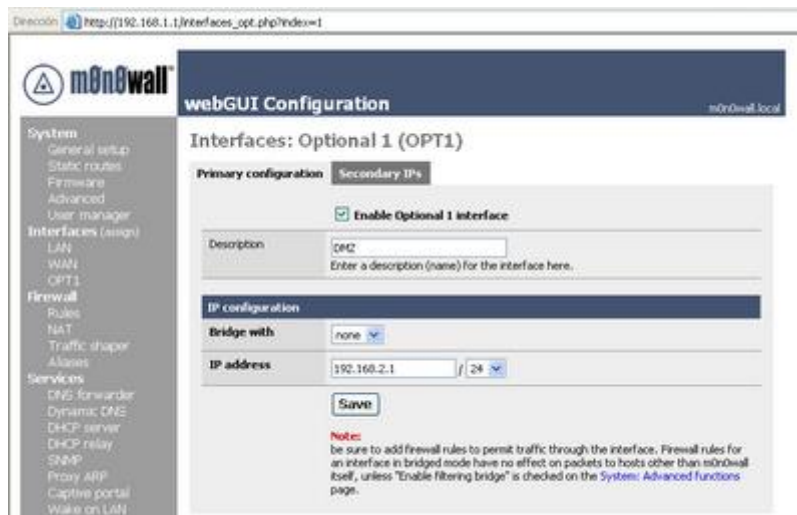 Dirección http://192.168.1.1/interfaces_opt.php?index=1
m0n0wall
webGUI Configuration
m0n0wall.local
System
General setup
Static routes
Firmware
Advanced
User manager
Interfaces (assign)
LAN
WAN
OPT1
Firewall
Rules
NAT
Traffic shaper
Aliases
Services
DNS forwarder
Dynamic DNS
DHCP server
DHCP relay
SNMP
Proxy ARP
Captive portal
Wake on LAN
Interfaces: Optional 1 (OPT1)
Primary configuration Secondary IPs
Enable Optional 1 interface
Description DMZ
Enter a description (name) for the interface here.
IP configuration
Bridge with none
IP address 192.168.2.1 / 24
Save
Note:
be sure to add firewall rules to permit traffic through the interface. Firewall rules for
an interface in bridged mode have no effect on packets to hosts other than m0n0wall
itself, unless "Enable filtering bridge" is checked on the System: Advanced functions
page.